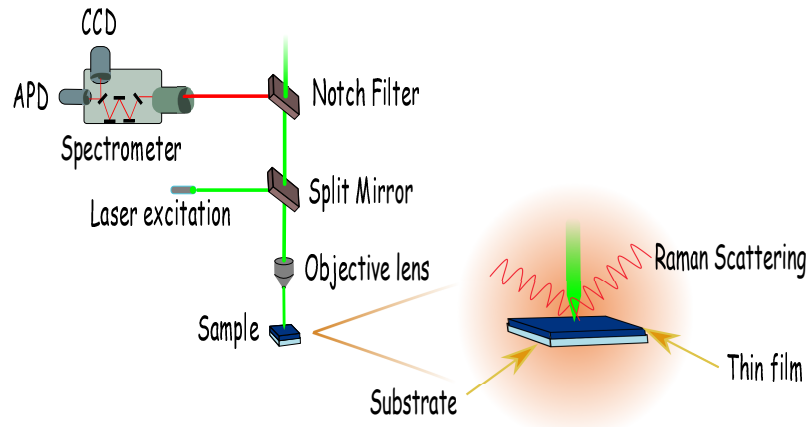 CCD
APD
Notch Filter
Spectrometer
Split Mirror
Laser excitation
Objective lens
Raman Scattering
Sample
Thin film
Substrate